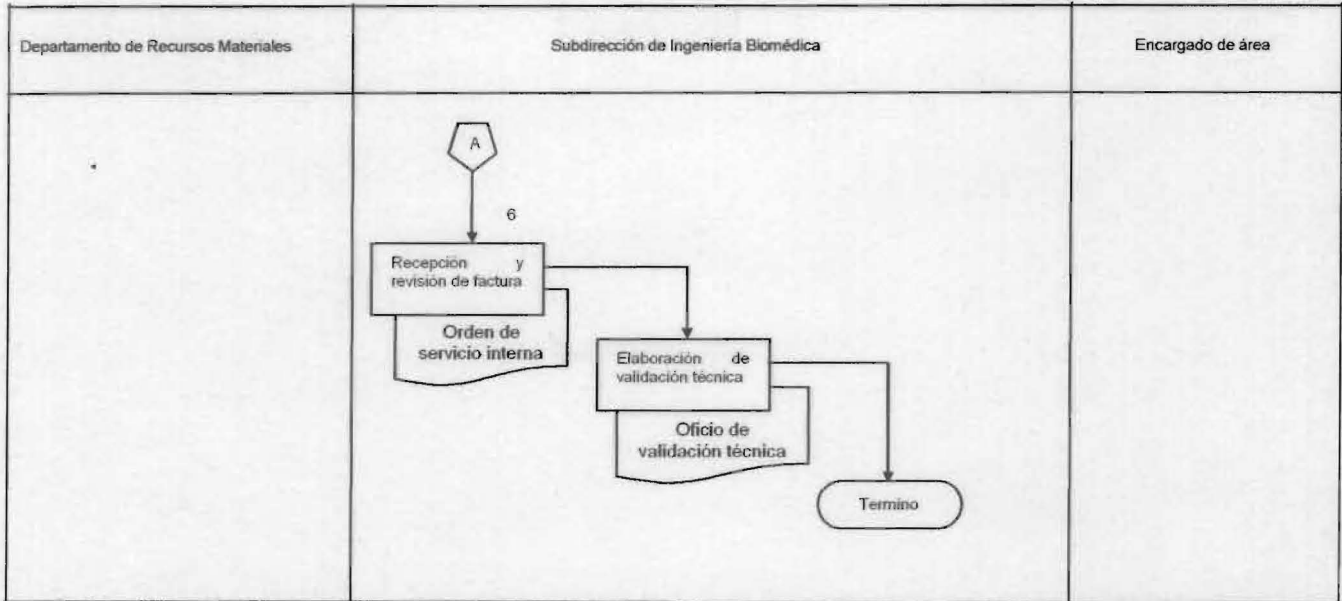 Departamento de Recursos Materiales
Subdirección de Ingeniería Biomédica
Encargado de área
A
6
Recepción y
revisión de factura
Orden de
servicio interna
Elaboración de
validación técnica
Oficio de
validación técnica
Termino